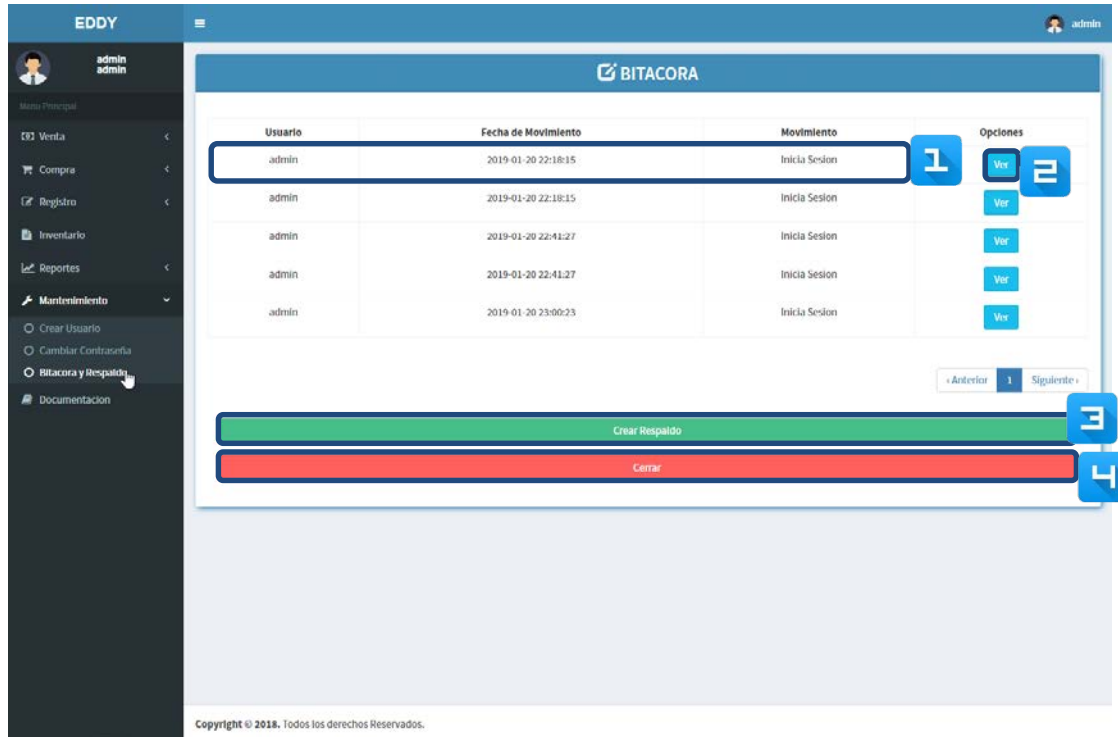 EDDY
admin
admin
admin
Menu Principal
Venta
Compra
Registro
Inventario
Reportes
Mantenimiento
Crear Usuario
Cambiar Contraseña
Bitacora y Respaldo
Documentacion
BITACORA
Usuario Fecha de Movimiento Movimiento Opciones
admin 2019-01-20 22:18:15 Inicia Sesion 1 Ver 2
admin 2019-01-20 22:18:15 Inicia Sesion Ver
admin 2019-01-20 22:41:27 Inicia Sesion Ver
admin 2019-01-20 22:41:27 Inicia Sesion Ver
admin 2019-01-20 23:00:23 Inicia Sesion Ver
‹ Anterior 1 Siguiente ›
Crear Respaldo 3
Cerrar 4
Copyright © 2018. Todos los derechos Reservados.